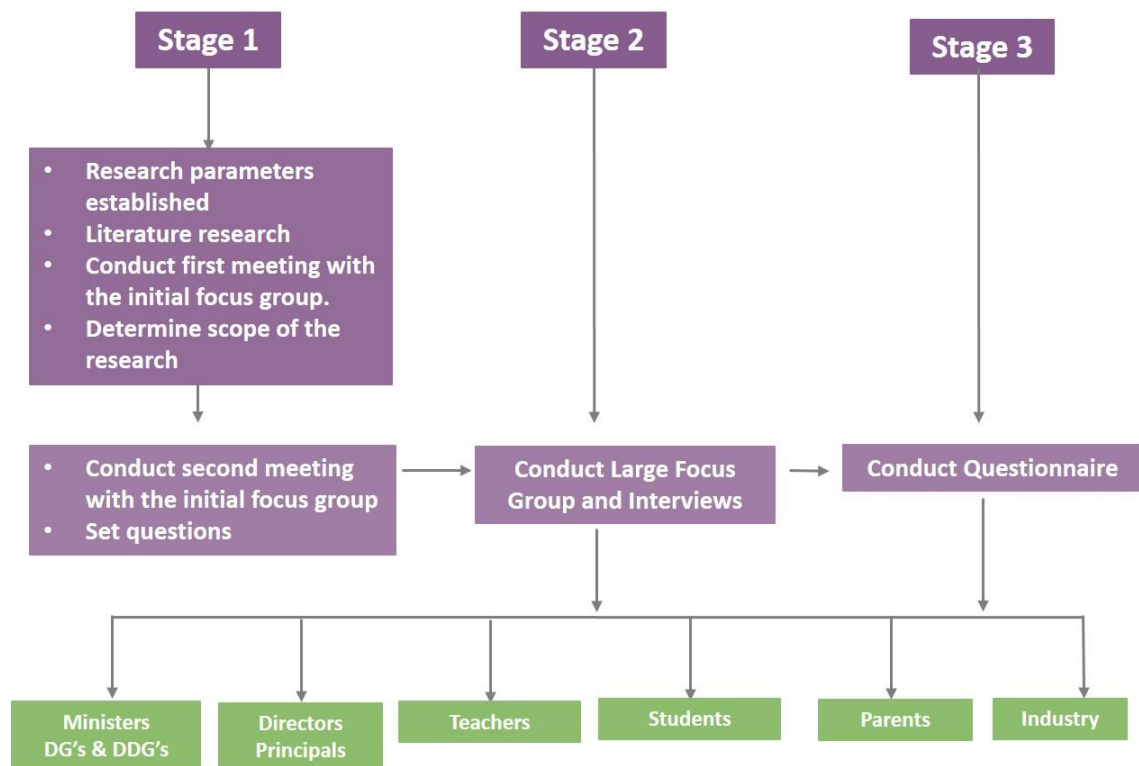 Stage 1
Stage 2
Stage 3
• Research parameters
established
• Literature research
• Conduct first meeting with
the initial focus group.
• Determine scope of the
research
• Conduct second meeting
with the initial focus group
• Set questions
Conduct Large Focus
Group and Interviews
Conduct Questionnaire
Ministers
DG's & DDG's
Directors
Principals
Teachers
Students
Parents
Industry